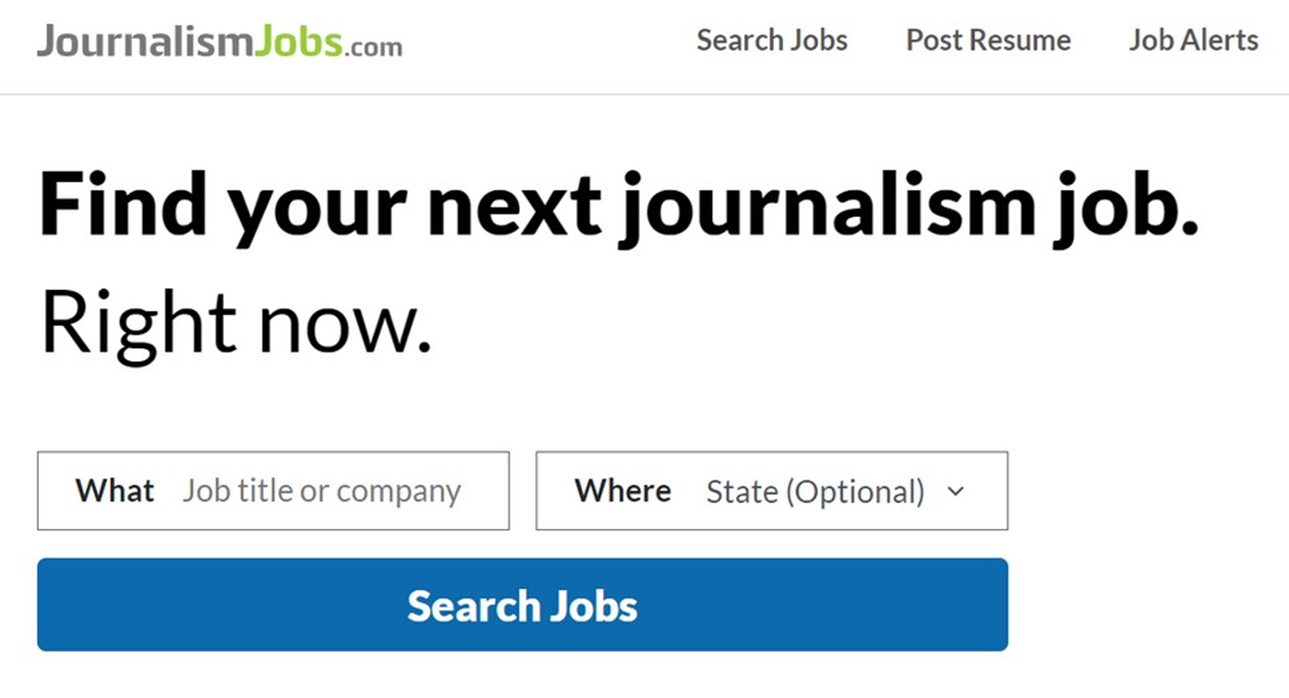 JournalismJobs.com
Search Jobs
Post Resume
Job Alerts
Find your next journalism job.
Right now.
What Job title or company
Where State (Optional)
Search Jobs